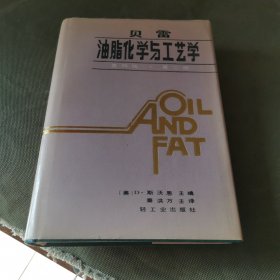 贝雷
油脂化学与工艺学
OIL
AND
FAT
[美]D·斯沃恩 主编
秦洪万 主译
轻工业出版社